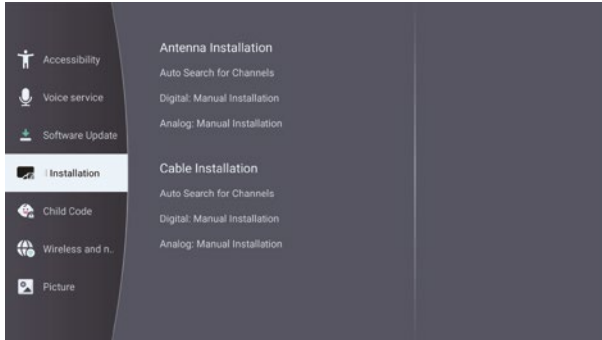 Accessibility
Voice service
Software Update
Installation
Child Code
Wireless and n..
Picture
Antenna Installation
Auto Search for Channels
Digital: Manual Installation
Analog: Manual Installation
Cable Installation
Auto Search for Channels
Digital: Manual Installation
Analog: Manual Installation